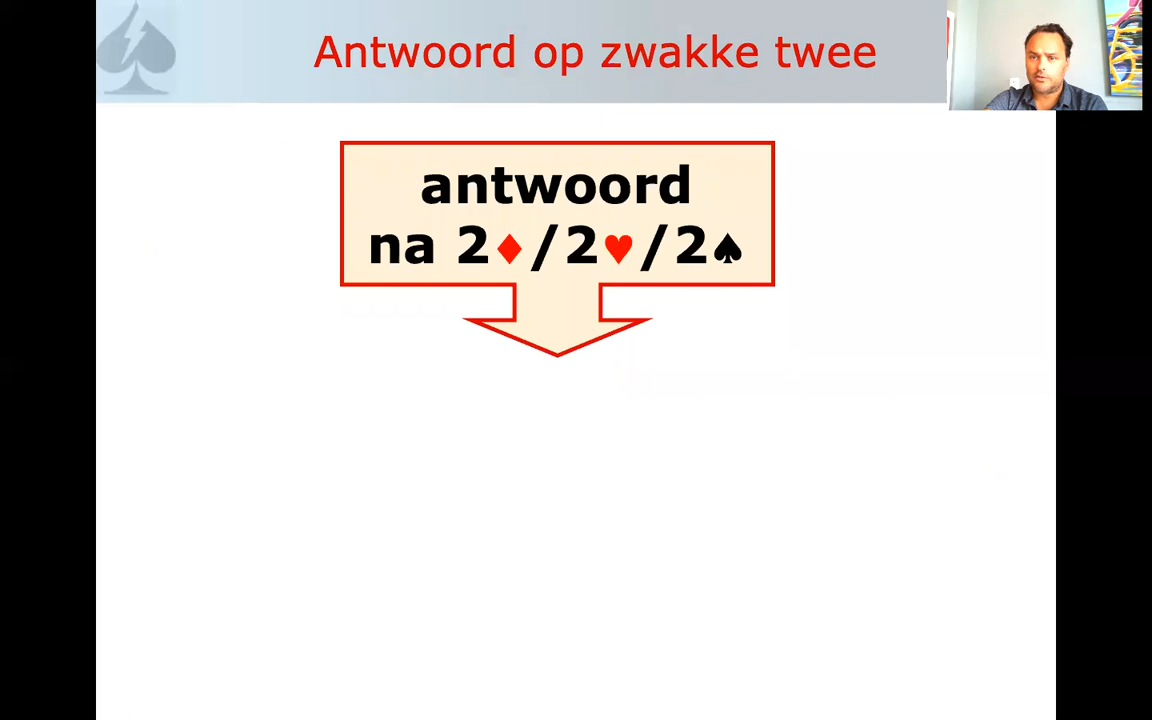 Antwoord op zwakke twee
antwoord
na 2♦/2♥/2♠